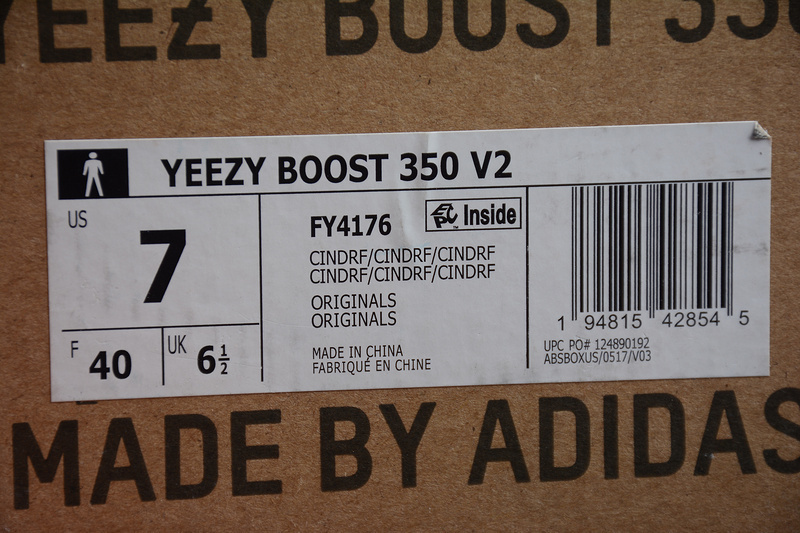 YEEZY BOOST 350
YEEZY BOOST 350 V2
US
7
F 40
UK 6½
FY4176
EPC Inside
CINDRF/CINDRF/CINDRF
CINDRF/CINDRF/CINDRF
ORIGINALS
ORIGINALS
MADE IN CHINA
FABRIQUÉ EN CHINE
1 94815 42854 5
UPC PO# 124890192
ABSBOXUS/0517/V03
MADE BY ADIDAS